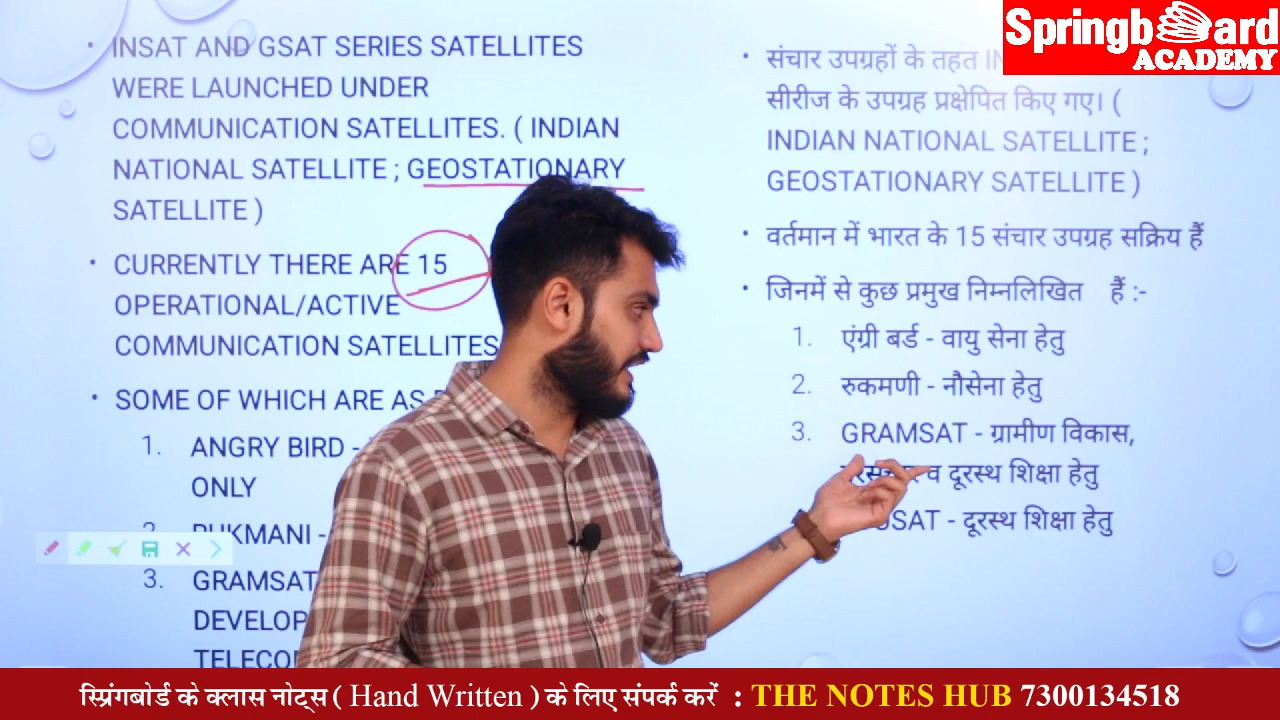 • INSAT AND GSAT SERIES SATELLITES
WERE LAUNCHED UNDER
COMMUNICATION SATELLITES. ( INDIAN
NATIONAL SATELLITE ; GEOSTATIONARY
SATELLITE )
• CURRENTLY THERE ARE 15
OPERATIONAL/ACTIVE
COMMUNICATION SATELLITES
• SOME OF WHICH ARE AS
1. ANGRY BIRD -
ONLY
2. RUKMANI -
3. GRAMSAT
Springboard
ACADEMY
• संचार उपग्रहों के तहत
सीरीज के उपग्रह प्रक्षेपित किए गए। (
INDIAN NATIONAL SATELLITE ;
GEOSTATIONARY SATELLITE )
• वर्तमान में भारत के 15 संचार उपग्रह सक्रिय हैं
• जिनमें से कुछ प्रमुख निम्नलिखित हैं :-
1. एंग्री बर्ड - वायु सेना हेतु
2. रुकमणी - नौसेना हेतु
3. GRAMSAT - ग्रामीण विकास,
व दूरस्थ शिक्षा हेतु
- दूरस्थ शिक्षा हेतु
स्प्रिंगबोर्ड के क्लास नोट्स ( Hand Written ) के लिए संपर्क करें : THE NOTES HUB 7300134518